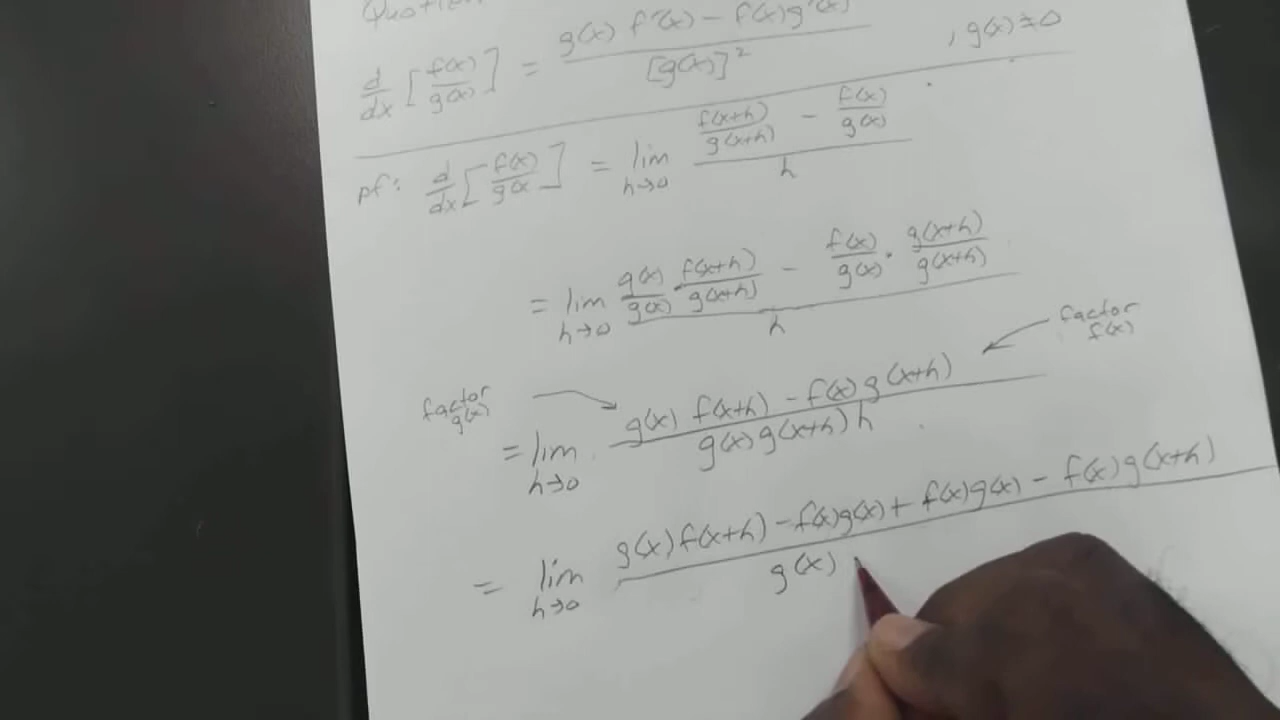 d/dx [f(x)/g(x)] = g(x) f'(x) - f(x) g'(x) / [g(x)]² , g(x) ≠ 0
pf: d/dx [f(x)/g(x] = lim h→0 f(x+h)/g(x+h) - f(x)/g(x) / h
= lim h→0 g(x)/g(x) · f(x+h)/g(x+h) - f(x)/g(x) · g(x+h)/g(x+h) / h
factor f(x)
factor g(x)
= lim h→0 g(x) f(x+h) - f(x) g(x+h) / g(x) g(x+h) h
= lim h→0 g(x) f(x+h) - f(x)g(x) + f(x)g(x) - f(x)g(x+h) / g(x)